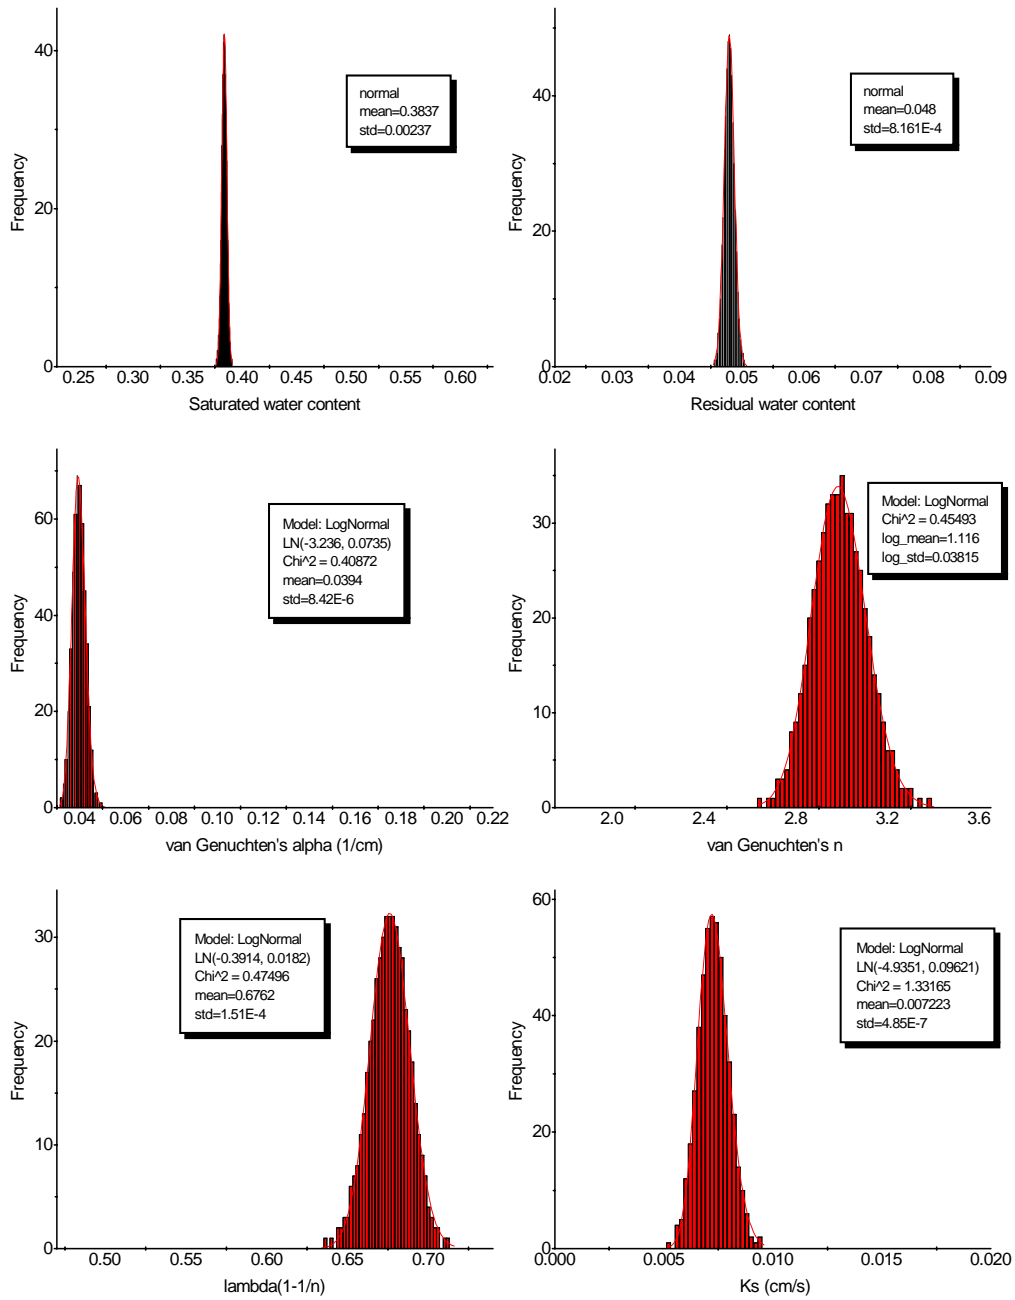 40
20
0
Frequency
normal
mean=0.3837
std=0.00237
0.25 0.30 0.35 0.40 0.45 0.50 0.55 0.60
Saturated water content
40
20
0
Frequency
normal
mean=0.048
std=8.161E-4
0.02 0.03 0.04 0.05 0.06 0.07 0.08 0.09
Residual water content
60
40
20
0
Frequency
Model: LogNormal
LN(-3.236, 0.0735)
Chi^2 = 0.40872
mean=0.0394
std=8.42E-6
0.04 0.06 0.08 0.10 0.12 0.14 0.16 0.18 0.20 0.22
van Genuchten's alpha (1/cm)
30
20
10
0
Frequency
Model: LogNormal
Chi^2 = 0.45493
log_mean=1.116
log_std=0.03815
2.0 2.4 2.8 3.2 3.6
van Genuchten's n
30
20
10
0
Frequency
Model: LogNormal
LN(-0.3914, 0.0182)
Chi^2 = 0.47496
mean=0.6762
std=1.51E-4
0.50 0.55 0.60 0.65 0.70
lambda(1-1/n)
60
40
20
0
Frequency
Model: LogNormal
LN(-4.9351, 0.09621)
Chi^2 = 1.33165
mean=0.007223
std=4.85E-7
0.000 0.005 0.010 0.015 0.020
Ks (cm/s)